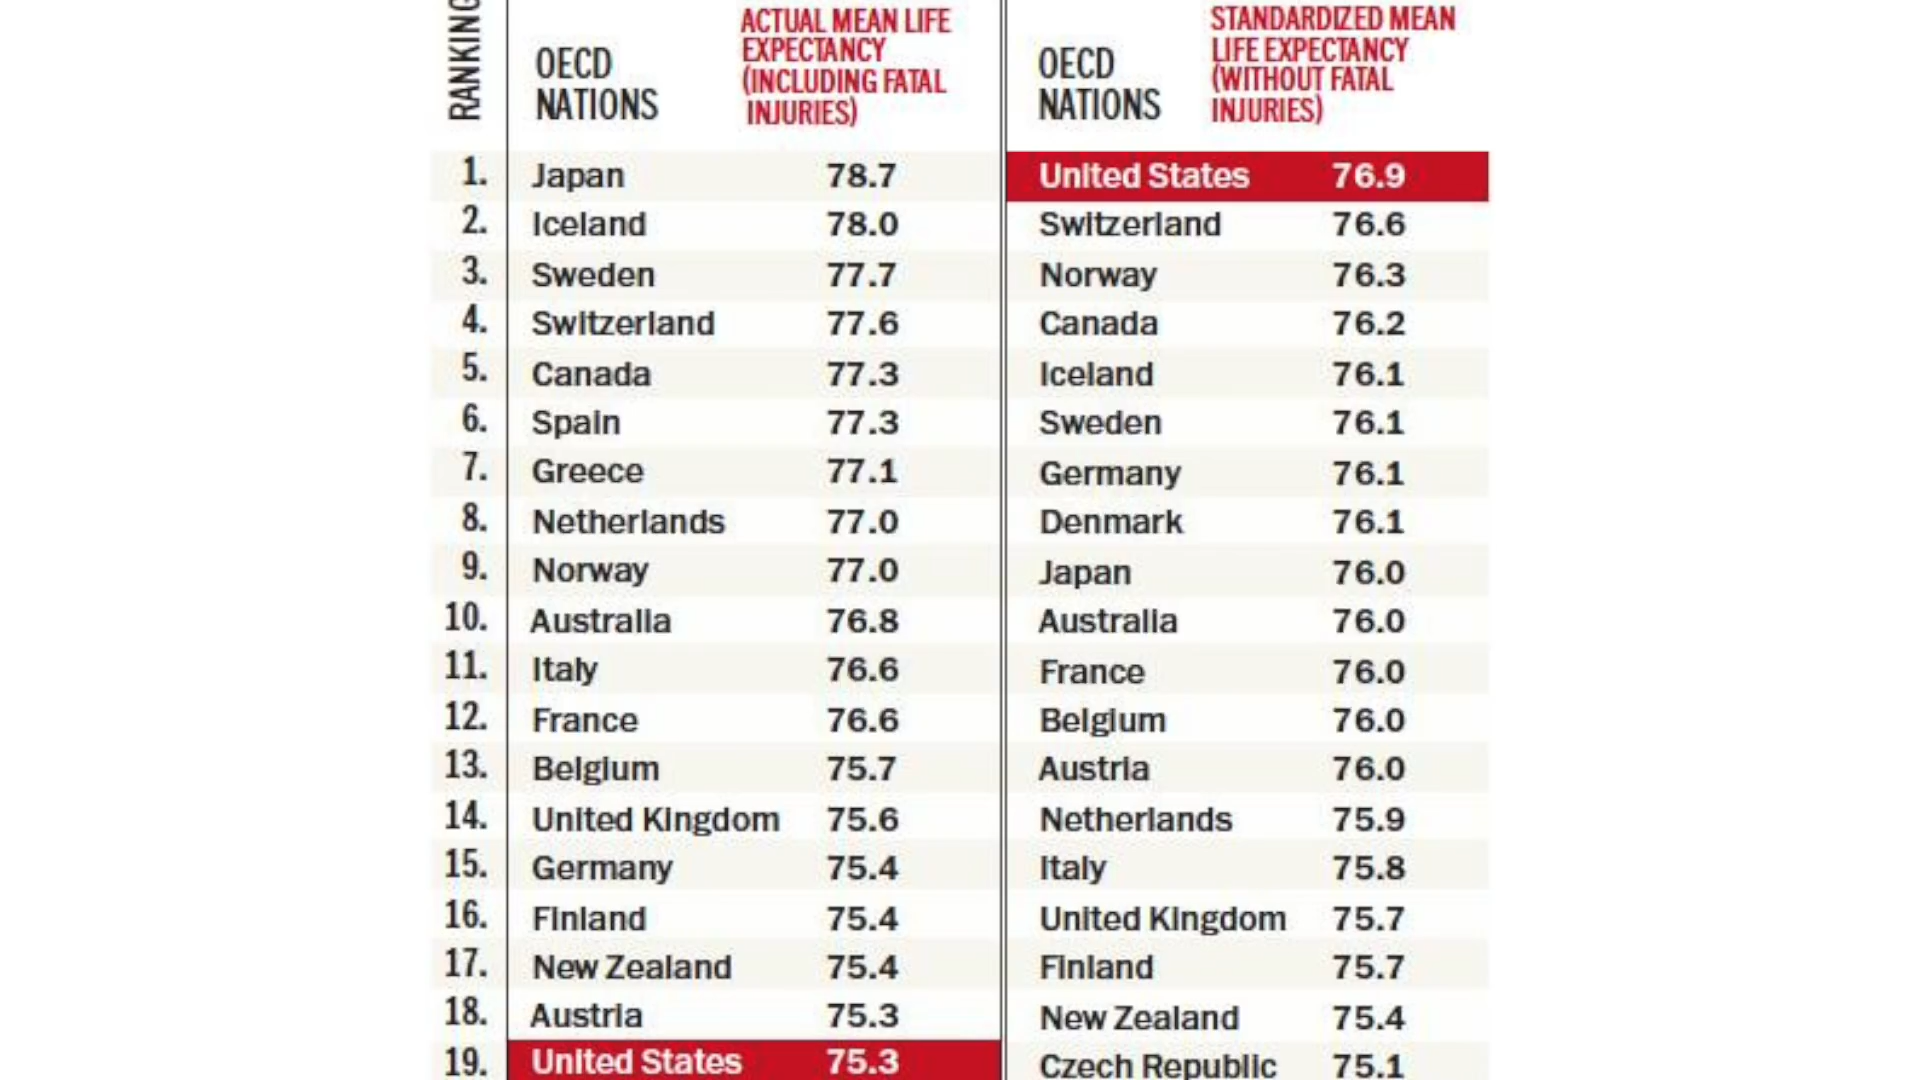 RANKING
OECD NATIONS
ACTUAL MEAN LIFE EXPECTANCY (INCLUDING FATAL INJURIES)
OECD NATIONS
STANDARDIZED MEAN LIFE EXPECTANCY (WITHOUT FATAL INJURIES)
1. Japan 78.7 United States 76.9
2. Iceland 78.0 Switzerland 76.6
3. Sweden 77.7 Norway 76.3
4. Switzerland 77.6 Canada 76.2
5. Canada 77.3 Iceland 76.1
6. Spain 77.3 Sweden 76.1
7. Greece 77.1 Germany 76.1
8. Netherlands 77.0 Denmark 76.1
9. Norway 77.0 Japan 76.0
10. Australia 76.8 Australia 76.0
11. Italy 76.6 France 76.0
12. France 76.6 Belgium 76.0
13. Belgium 75.7 Austria 76.0
14. United Kingdom 75.6 Netherlands 75.9
15. Germany 75.4 Italy 75.8
16. Finland 75.4 United Kingdom 75.7
17. New Zealand 75.4 Finland 75.7
18. Austria 75.3 New Zealand 75.4
19. United States 75.3 Czech Republic 75.1